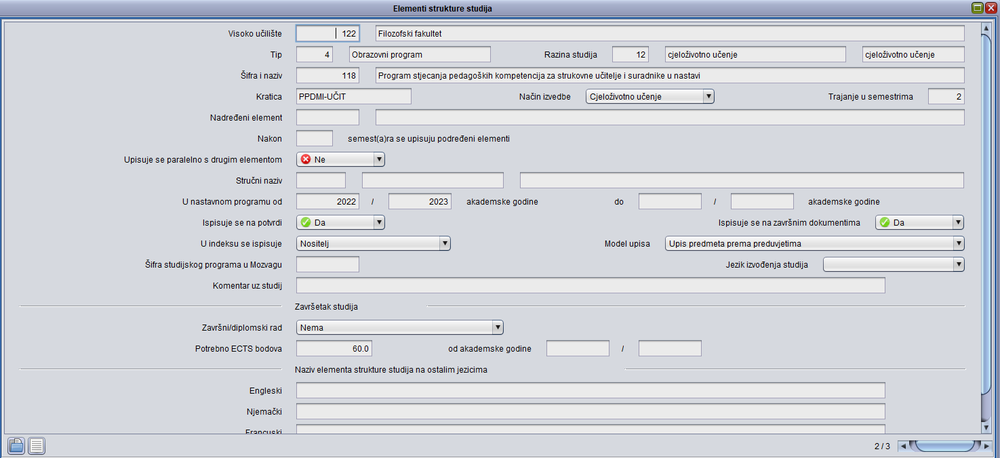 Elementi strukture studija
Visoko učilište 122 Filozofski fakultet
Tip 4 Obrazovni program Razina studija 12 cjeloživotno učenje cjeloživotno učenje
Šifra i naziv 118 Program stjecanja pedagoških kompetencija za strukovne učitelje i suradnike u nastavi
Kratica PPDMI-UČIT Način izvedbe Cjeloživotno učenje Trajanje u semestrima 2
Nadređeni element
Nakon semest(a)ra se upisuju podređeni elementi
Upisuje se paralelno s drugim elementom Ne
Stručni naziv
U nastavnom programu od 2022 / 2023 akademske godine do / akademske godine
Ispisuje se na potvrdi Da Ispisuje se na završnim dokumentima Da
U indeksu se ispisuje Nositelj Model upisa Upis predmeta prema preduvjetima
Šifra studijskog programa u Mozvagu Jezik izvođenja studija
Komentar uz studij
Završetak studija
Završni/diplomski rad Nema
Potrebno ECTS bodova 60.0 od akademske godine /
Naziv elementa strukture studija na ostalim jezicima
Engleski
Njemački
Francuski
2 / 3